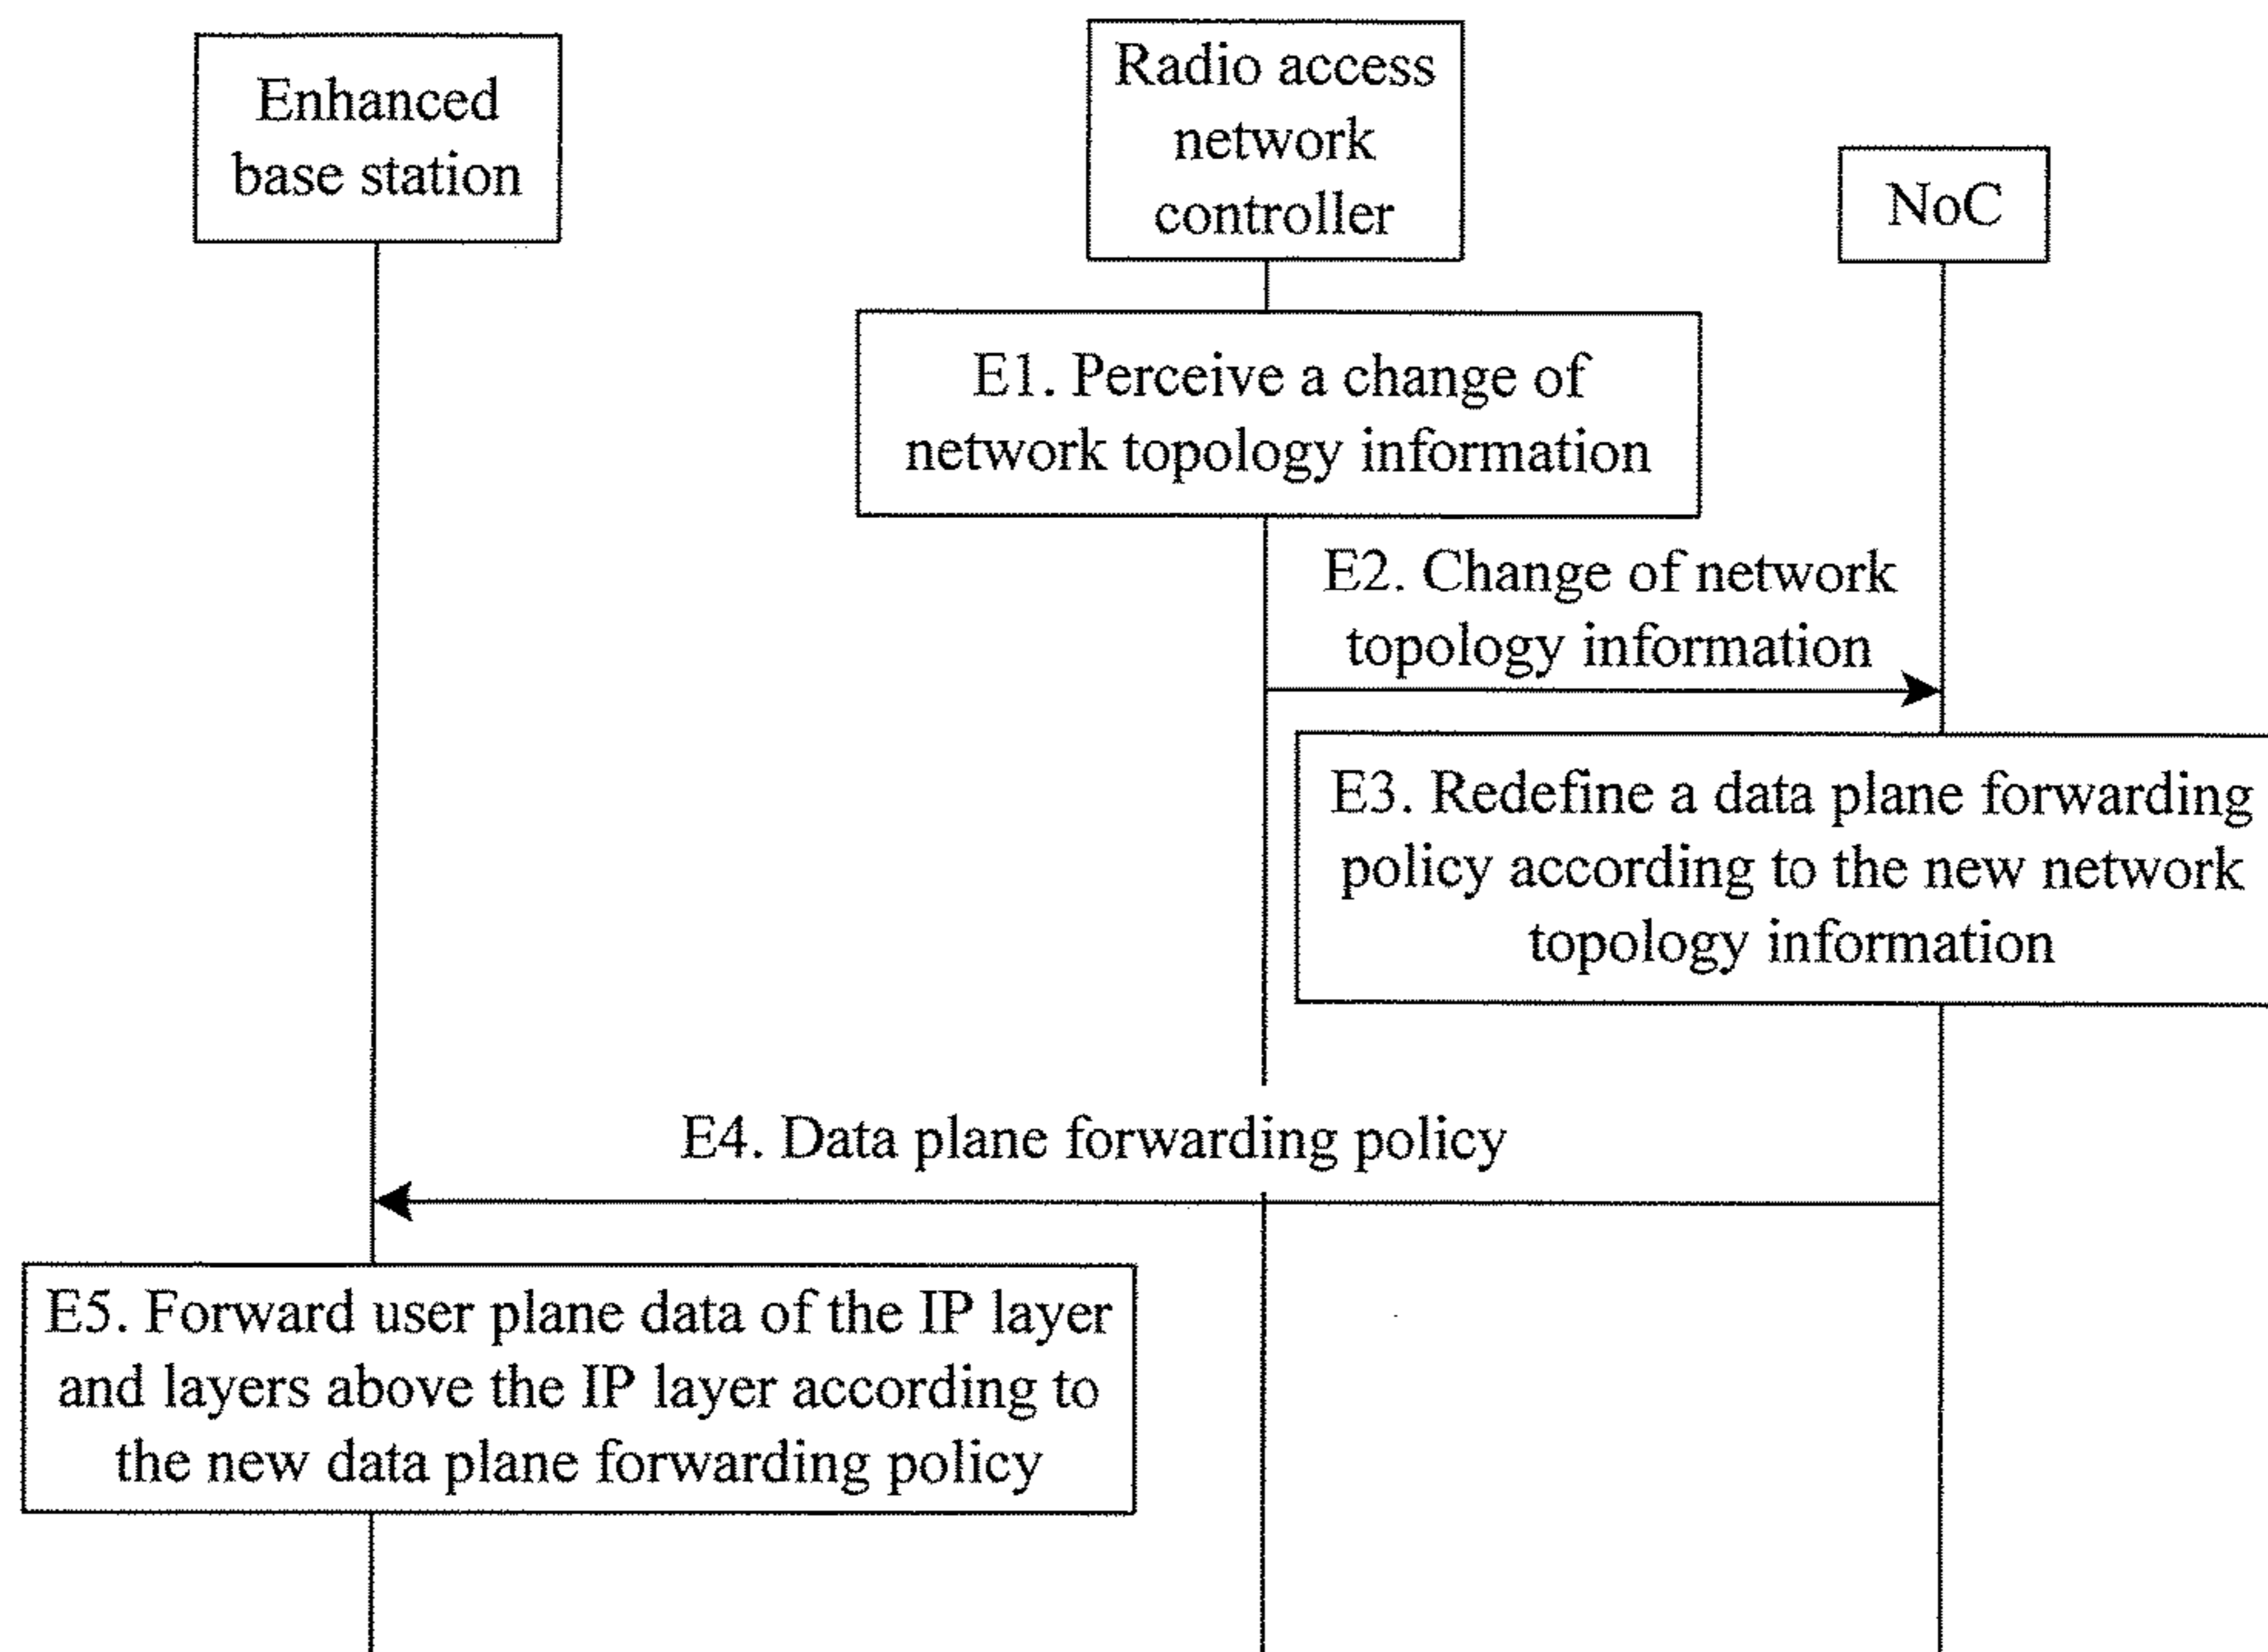 Enhanced
base station
Radio access
network
controller
NoC
E1. Perceive a change of
network topology information
E2. Change of network
topology information
E3. Redefine a data plane forwarding
policy according to the new network
topology information
E4. Data plane forwarding policy
E5. Forward user plane data of the IP layer
and layers above the IP layer according to
the new data plane forwarding policy